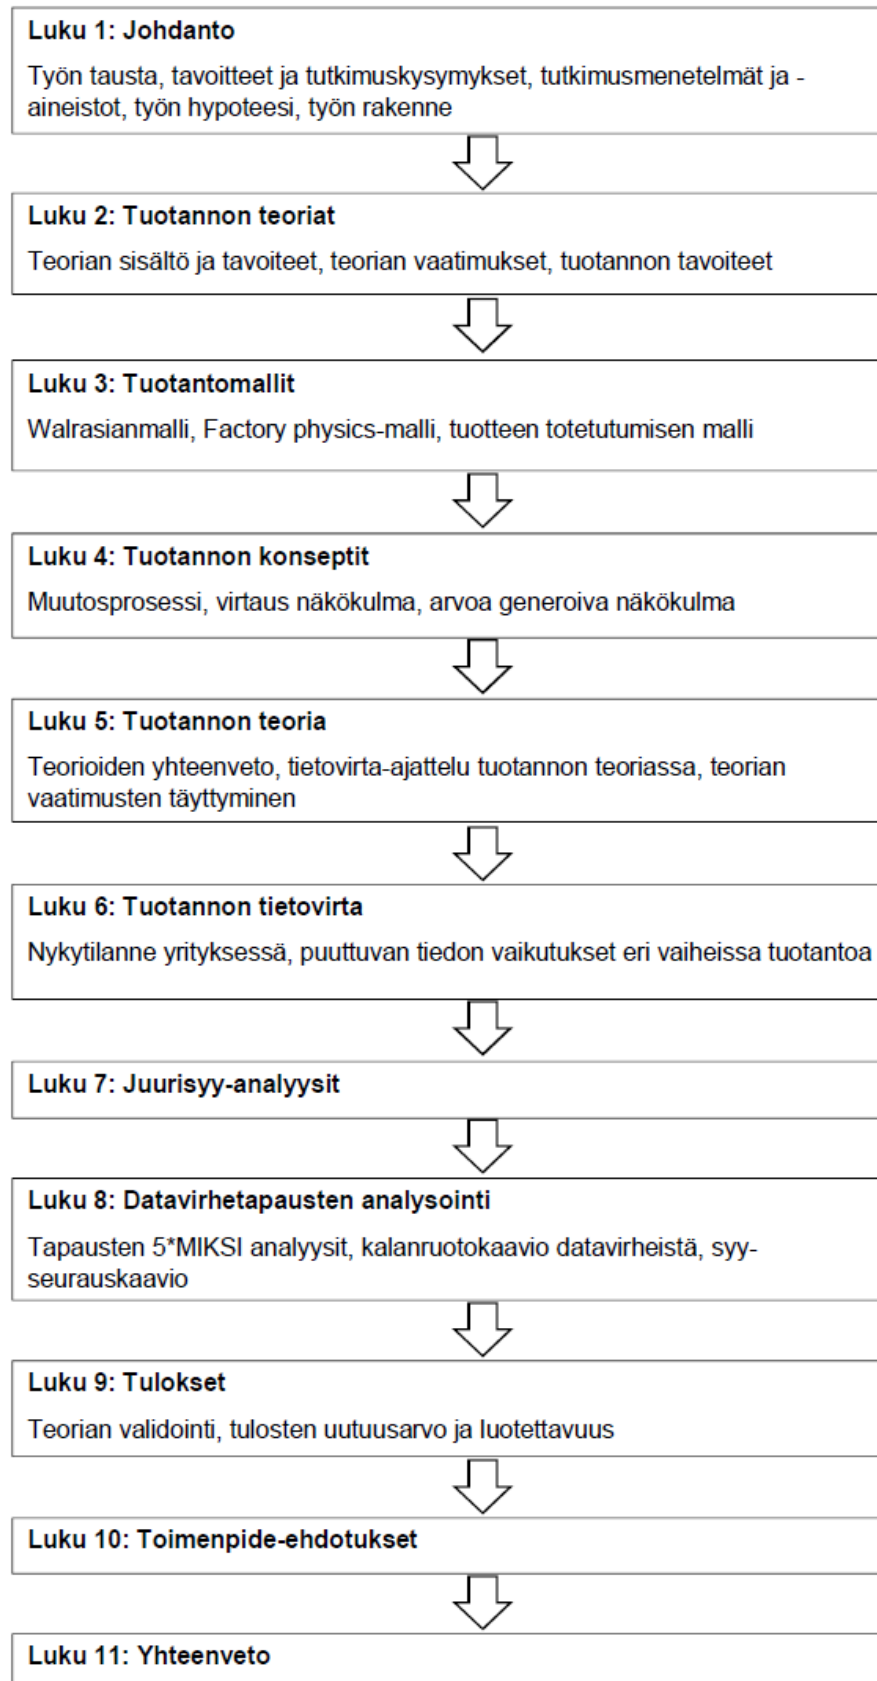 Luku 1: Johdanto
Työn tausta, tavoitteet ja tutkimuskysymykset, tutkimusmenetelmät ja -
aineistot, työn hypoteesi, työn rakenne
Luku 2: Tuotannon teoriat
Teorian sisältö ja tavoiteet, teorian vaatimukset, tuotannon tavoiteet
Luku 3: Tuotantomallit
Walrasianmalli, Factory physics-malli, tuotteen totetutumisen malli
Luku 4: Tuotannon konseptit
Muutosprosessi, virtaus näkökulma, arvoa generoiva näkökulma
Luku 5: Tuotannon teoria
Teorioiden yhteenveto, tietovirta-ajattelu tuotannon teoriassa, teorian
vaatimusten täyttyminen
Luku 6: Tuotannon tietovirta
Nykytilanne yrityksessä, puuttuvan tiedon vaikutukset eri vaiheissa tuotantoa
Luku 7: Juurisyy-analyysit
Luku 8: Datavirhetapausten analysointi
Tapausten 5*MIKSI analyysit, kalanruotokaavio datavirheistä, syy-
seurauskaavio
Luku 9: Tulokset
Teorian validointi, tulosten uutuusarvo ja luotettavuus
Luku 10: Toimenpide-ehdotukset
Luku 11: Yhteenveto